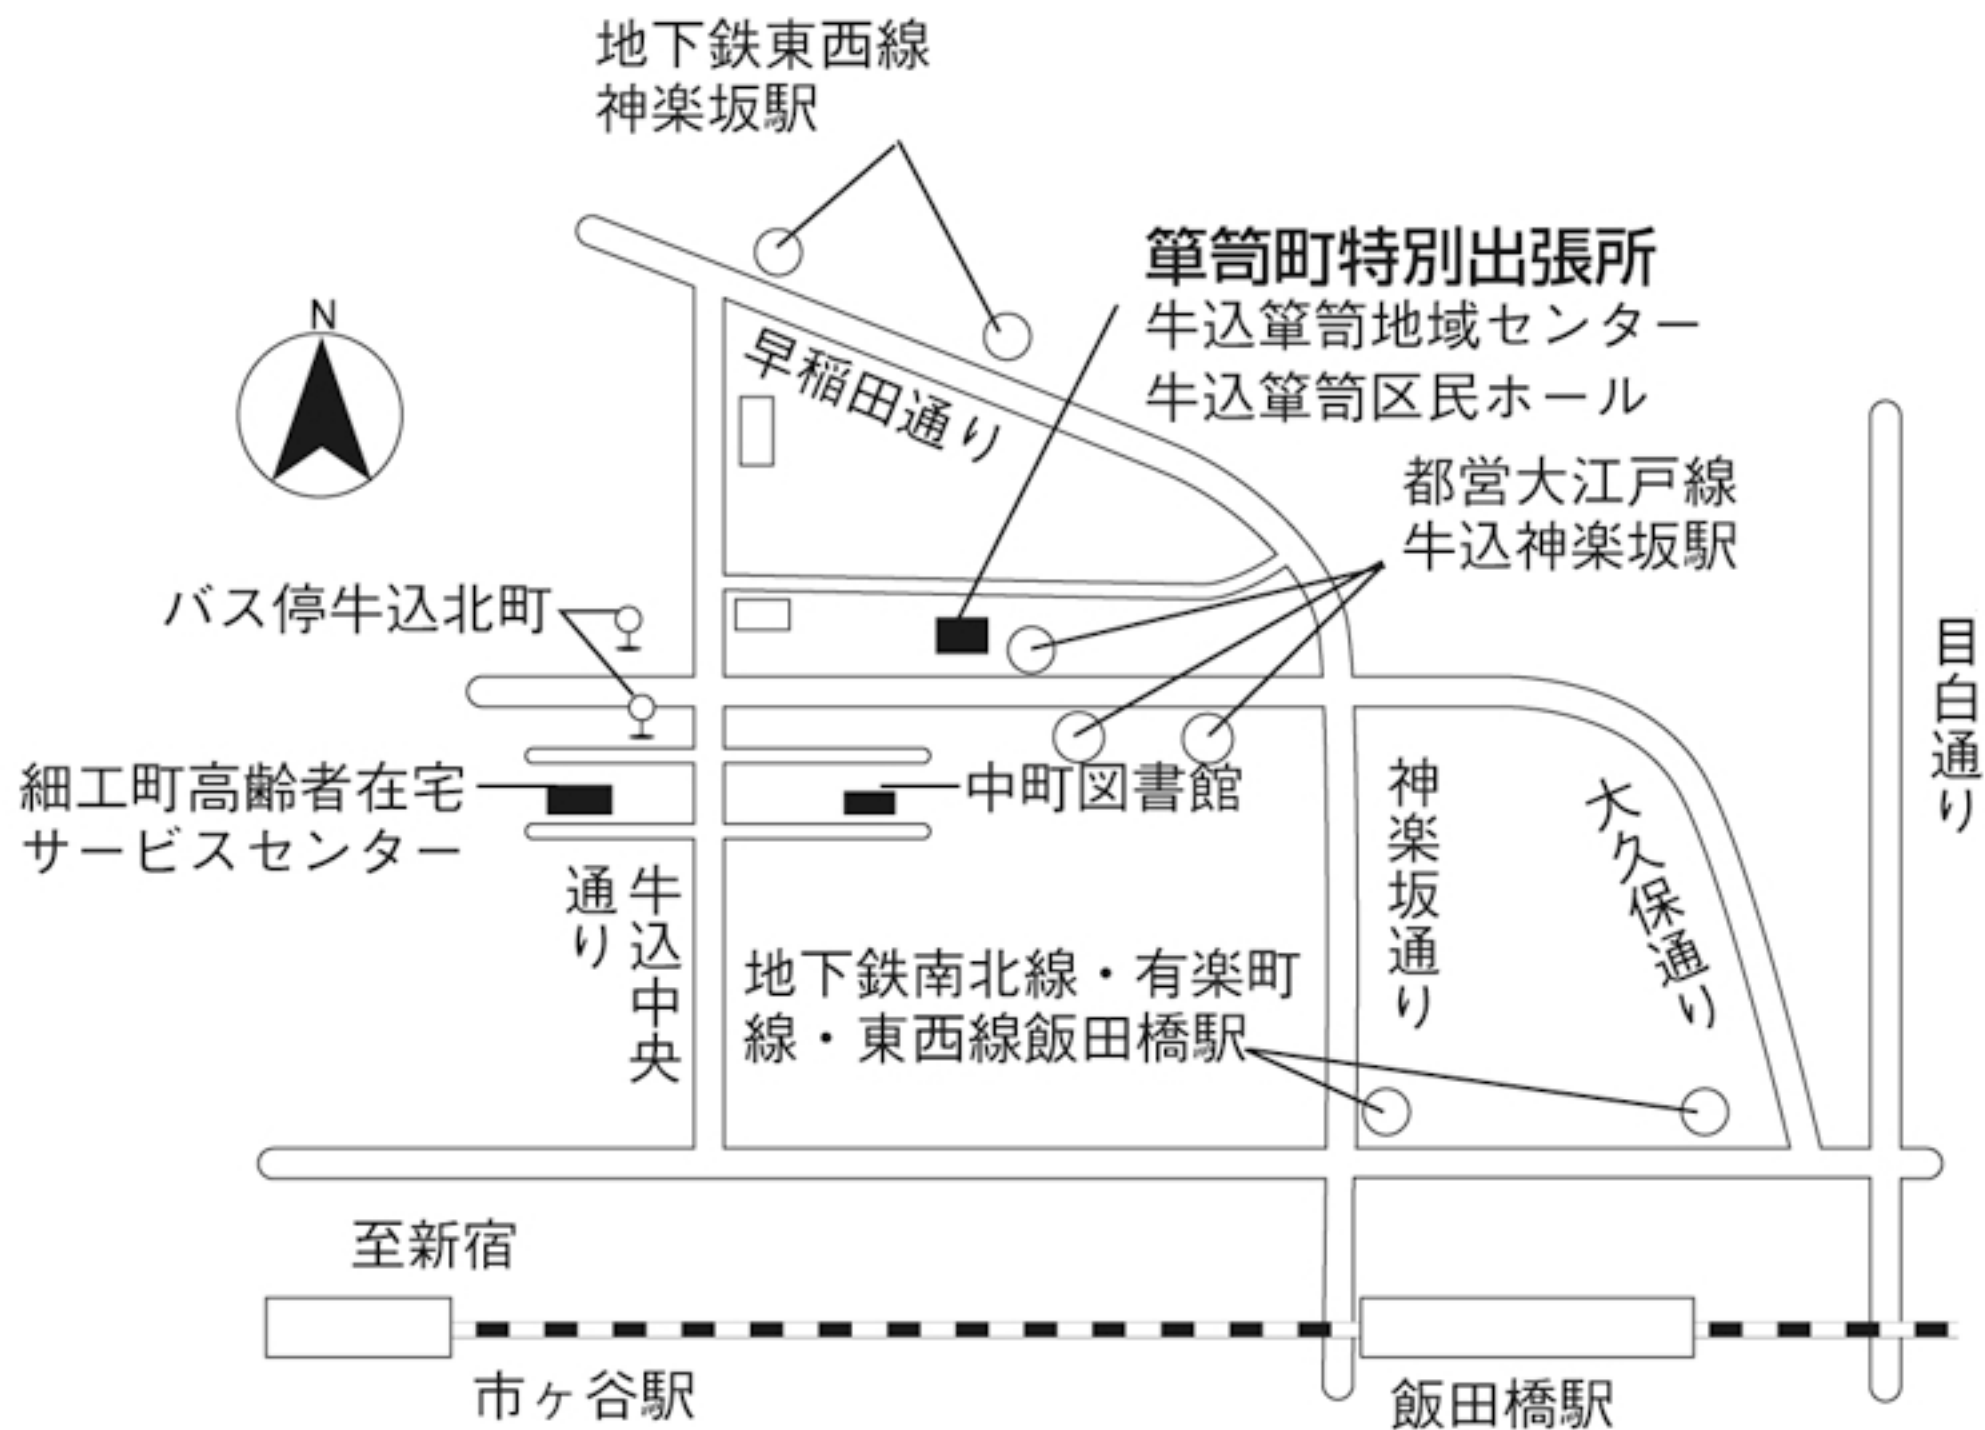 地下鉄東西線
神楽坂駅
N
箪笥町特別出張所
牛込箪笥地域センター
牛込箪笥区民ホール
早稲田通り
都営大江戸線
牛込神楽坂駅
バス停牛込北町
目白通り
細工町高齢者在宅
サービスセンター
中町図書館
神楽坂通り
大久保通り
牛込中央
通り
地下鉄南北線・有楽町
線・東西線飯田橋駅
至新宿
市ヶ谷駅
飯田橋駅